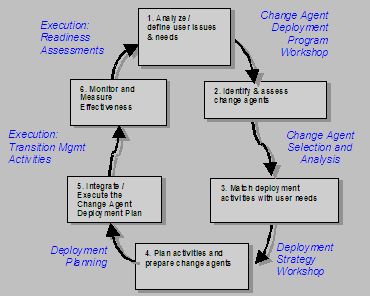 Execution:
Readiness
Assessments
1. Analyze /
define user issues
& needs
Change Agent
Deployment
Program
Workshop
6. Monitor and
Measure
Effectiveness
2. Identify & assess
change agents
Execution:
Transition Mgmt
Activities
Change Agent
Selection and
Analysis
5. Integrate /
Execute the
Change Agent
Deployment Plan
3. Match deployment
activities with user needs
Deployment
Planning
4. Plan activities and
prepare change agents
Deployment
Strategy
Workshop